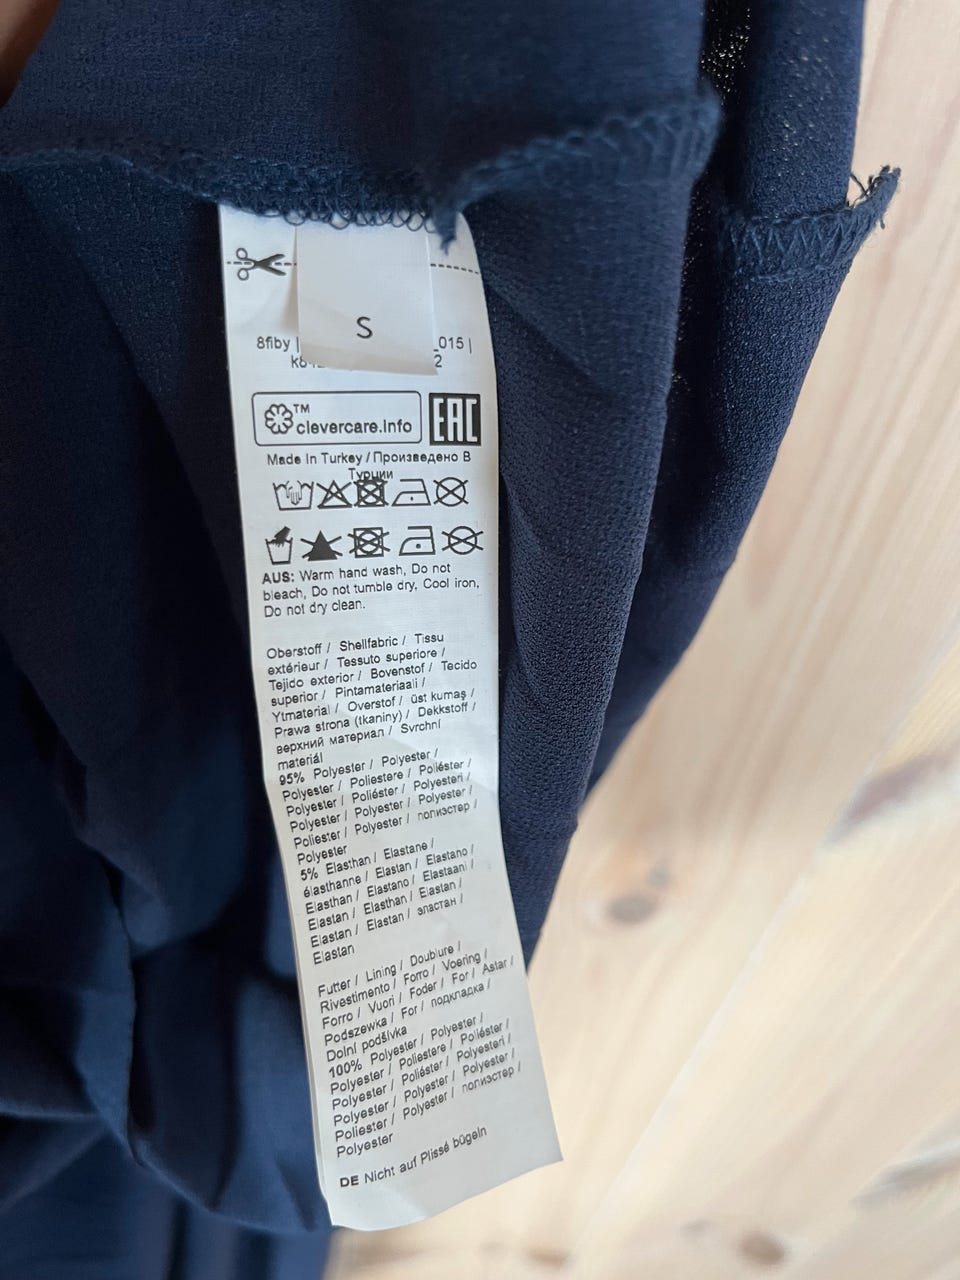 S
8fiby | _015 |
2
TM
clevercare.info
EAC
Made In Turkey / Произведено В
Турции
AUS: Warm hand wash, Do not
bleach, Do not tumble dry, Cool iron,
Do not dry clean.
Oberstoff / Shellfabric / Tissu
extérieur / Tessuto superiore /
Tejido exterior / Bovenstof / Tecido
superior / Pintamateriaali /
Ytmaterial / Overstof / üst kumaş /
Prawa strona (tkaniny) / Dekkstoff /
верхний материал / Svrchní
materiál
95% Polyester / Polyester /
Polyester / Poliestere / Poliéster /
Polyester / Poliéster / Polyesteri /
Polyester / Polyester / Polyester /
Poliester / Polyester / полиэстер /
Polyester
5% Elasthan / Elastane /
élasthanne / Elastan / Elastano /
Elasthan / Elastano / Elastaani /
Elastan / Elasthan / Elastan /
Elastan / Elastan / эластан /
Elastan
Futter / Lining / Doublure /
Rivestimento / Forro / Voering /
Forro / Vuori / Foder / For / Astar /
Podszewka / For / подкладка /
Dolní podšívka
100% Polyester / Polyester /
Polyester / Poliestere / Poliéster /
Polyester / Poliéster / Polyesteri /
Polyester / Polyester / Polyester /
Poliester / Polyester / полиэстер /
Polyester
DE Nicht auf Plissé bügeln